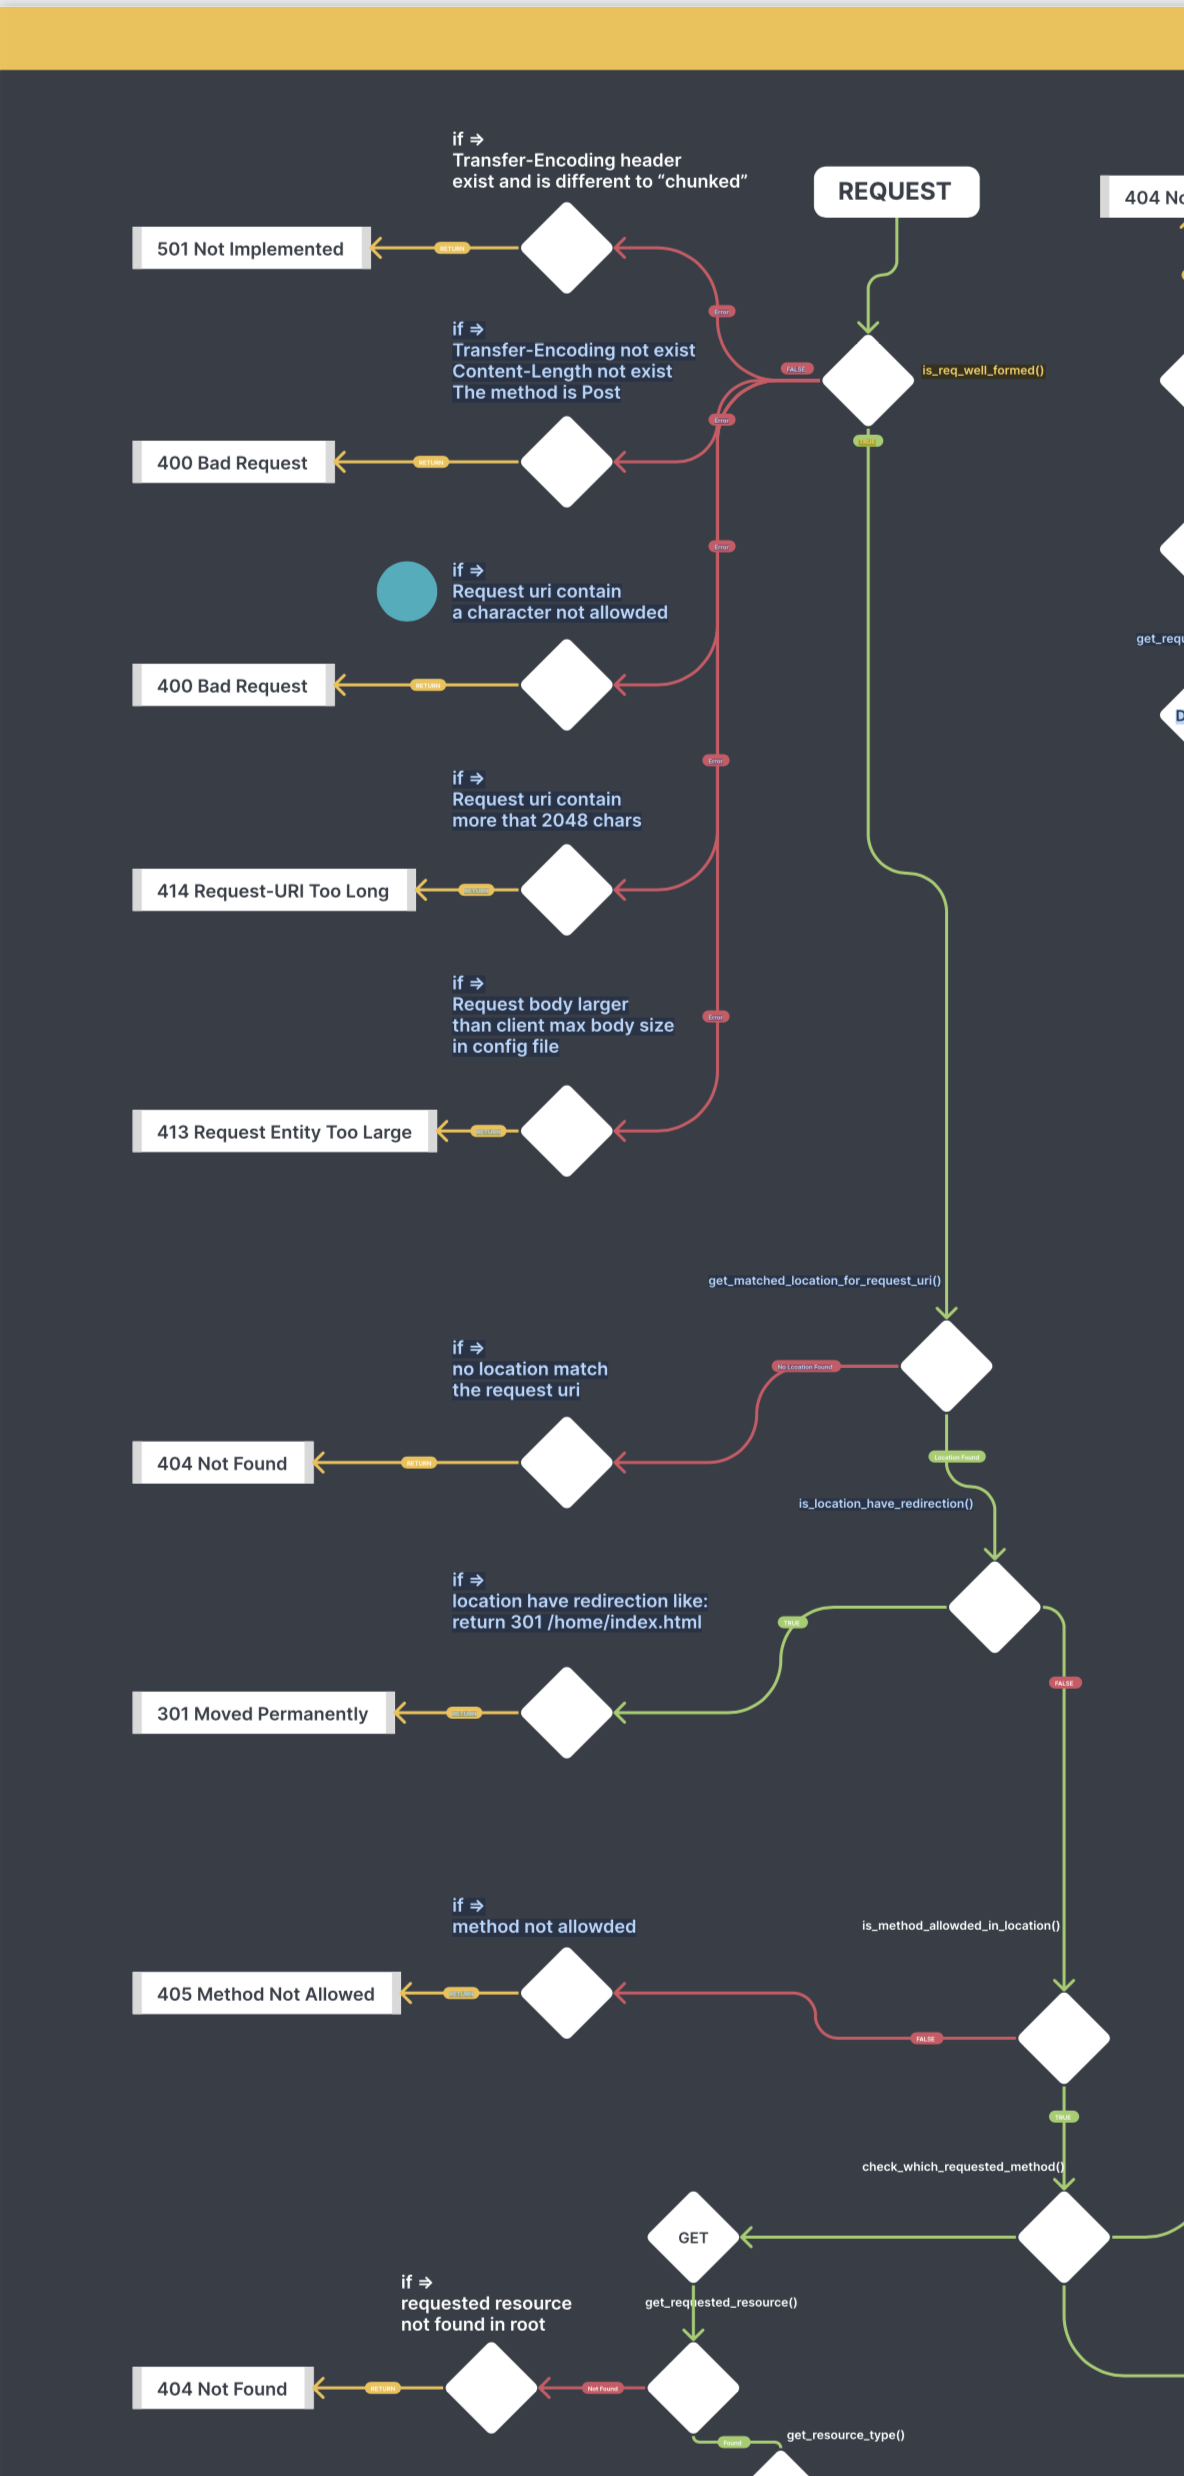 if ⇒
Transfer-Encoding header
exist and is different to “chunked”
REQUEST
404 No
501 Not Implemented
RETURN
Error
if ⇒
Transfer-Encoding not exist
Content-Length not exist
The method is Post
FALSE
is_req_well_formed()
Error
TRUE
400 Bad Request
RETURN
Error
if ⇒
Request uri contain
a character not allowded
get_requ
400 Bad Request
RETURN
D
Error
if ⇒
Request uri contain
more that 2048 chars
414 Request-URI Too Long
RETURN
if ⇒
Request body larger
than client max body size
in config file
Error
413 Request Entity Too Large
RETURN
get_matched_location_for_request_uri()
if ⇒
no location match
the request uri
No Lcoation Found
404 Not Found
RETURN
Location Found
is_location_have_redirection()
if ⇒
location have redirection like:
return 301 /home/index.html
TRUE
FALSE
301 Moved Permanently
RETURN
if ⇒
method not allowded
is_method_allowded_in_location()
405 Method Not Allowed
RETURN
FALSE
TRUE
check_which_requested_method()
GET
if ⇒
requested resource
not found in root
get_requested_resource()
404 Not Found
RETURN
Not Found
get_resource_type()
Found